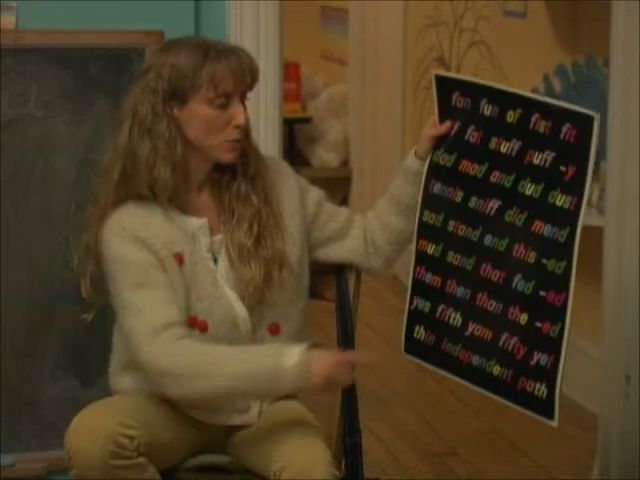 fan fun of fist fit
if fat stuff puff -y
dad mad and dud dust
tennis sniff did mend
sad stand end this -ed
mud sand that fed -ed
them then than the -ed
yes fifth yam fifty yet
thin independent path